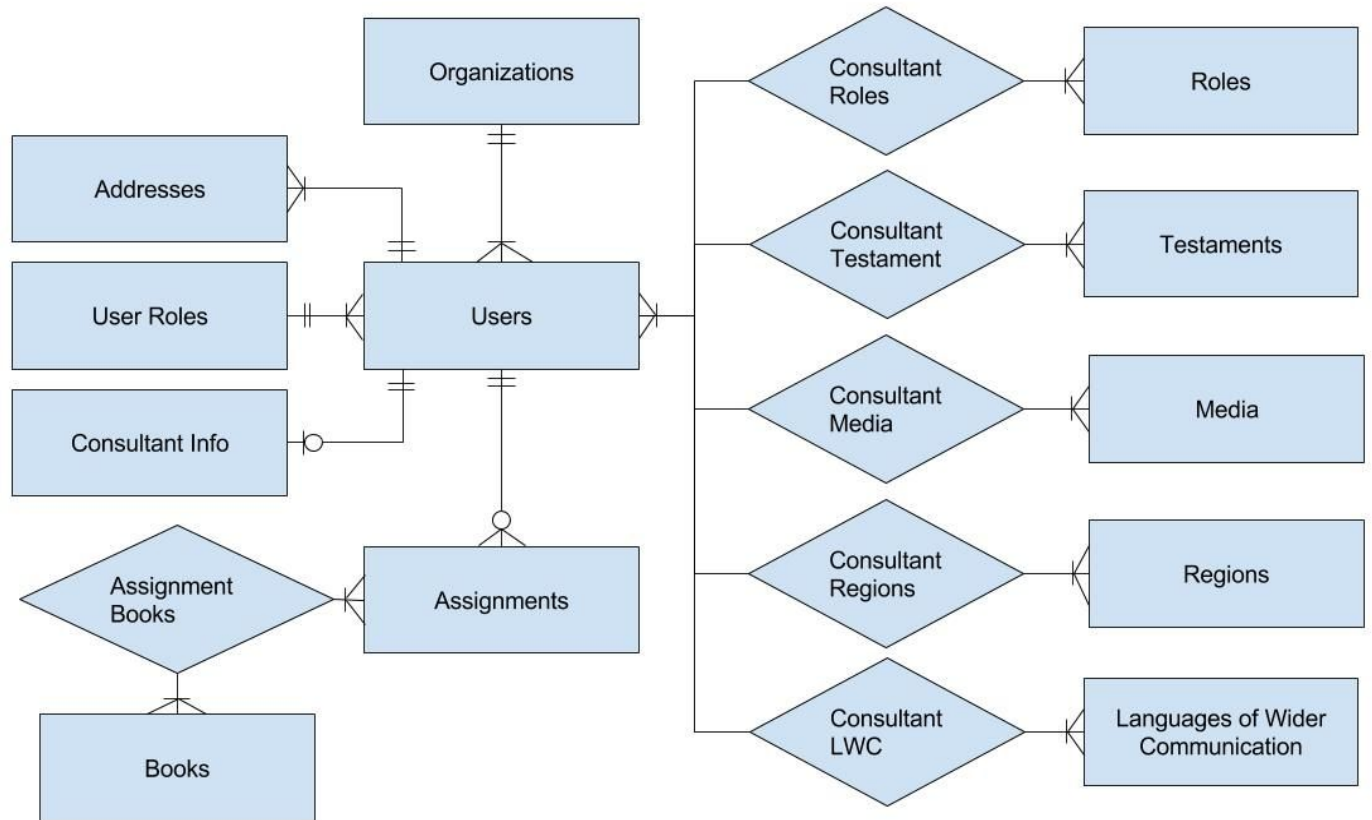 Organizations
Consultant
Roles
Roles
Addresses
Consultant
Testament
Testaments
User Roles
Users
Consultant
Media
Media
Consultant Info
Consultant
Regions
Regions
Assignment
Books
Assignments
Consultant
LWC
Languages of Wider
Communication
Books